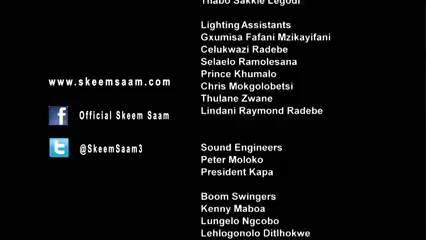 Thabo Sakkie Legodi
Lighting Assistants
Gxumisa Fafani Mzikayifani
Celukwazi Radebe
Selaelo Ramolesana
Prince Khumalo
Chris Mokgolobetsi
Thulane Zwane
Lindani Raymond Radebe
www.skeemsaam.com
Official Skeem Saam
@SkeemSaam3
Sound Engineers
Peter Moloko
President Kapa
Boom Swingers
Kenny Maboa
Lungelo Ngcobo
Lehlogonolo Ditlhokwe